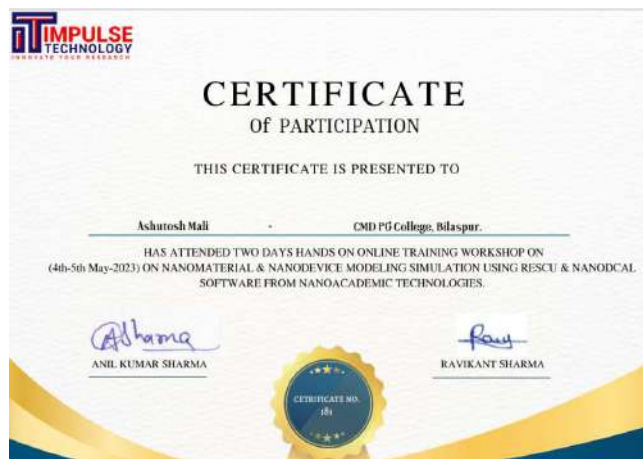 IMPULSE
TECHNOLOGY
INNOVATE YOUR RESEARCH
CERTIFICATE
Of PARTICIPATION
THIS CERTIFICATE IS PRESENTED TO
Ashutosh Mali - CMD PG College, Bilaspur.
HAS ATTENDED TWO DAYS HANDS ON ONLINE TRAINING WORKSHOP ON
(4th-5th May-2023) ON NANOMATERIAL & NANODEVICE MODELING SIMULATION USING RESCU & NANODCAL
SOFTWARE FROM NANOACADEMIC TECHNOLOGIES.
ASharma
ANIL KUMAR SHARMA
RAVIKANT SHARMA
CETRIFICATE NO.
181